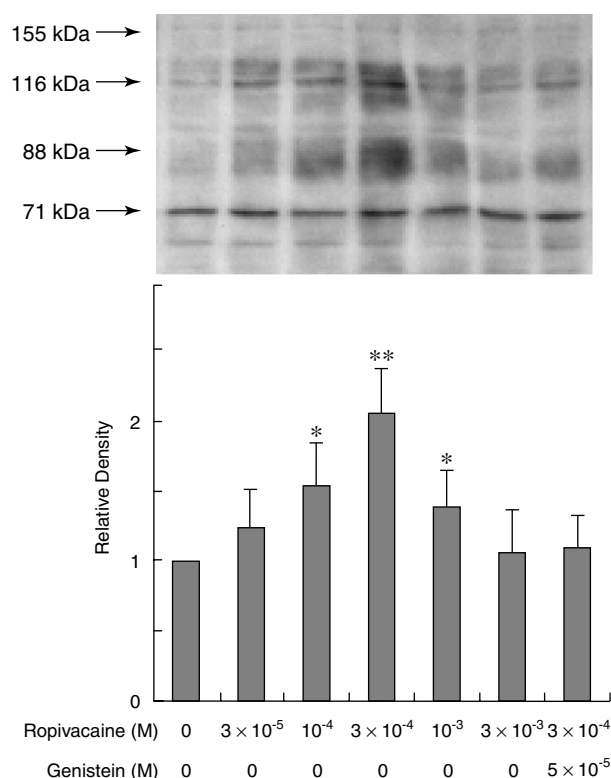 155 kDa
116 kDa
88 kDa
71 kDa
**
2
*
*
Relative Density
1
0
Ropivacaine (M) 0 3 × 10⁻⁵ 10⁻⁴ 3 × 10⁻⁴ 10⁻³ 3 × 10⁻³ 3 × 10⁻⁴
Genistein (M) 0 0 0 0 0 0 5 × 10⁻⁵